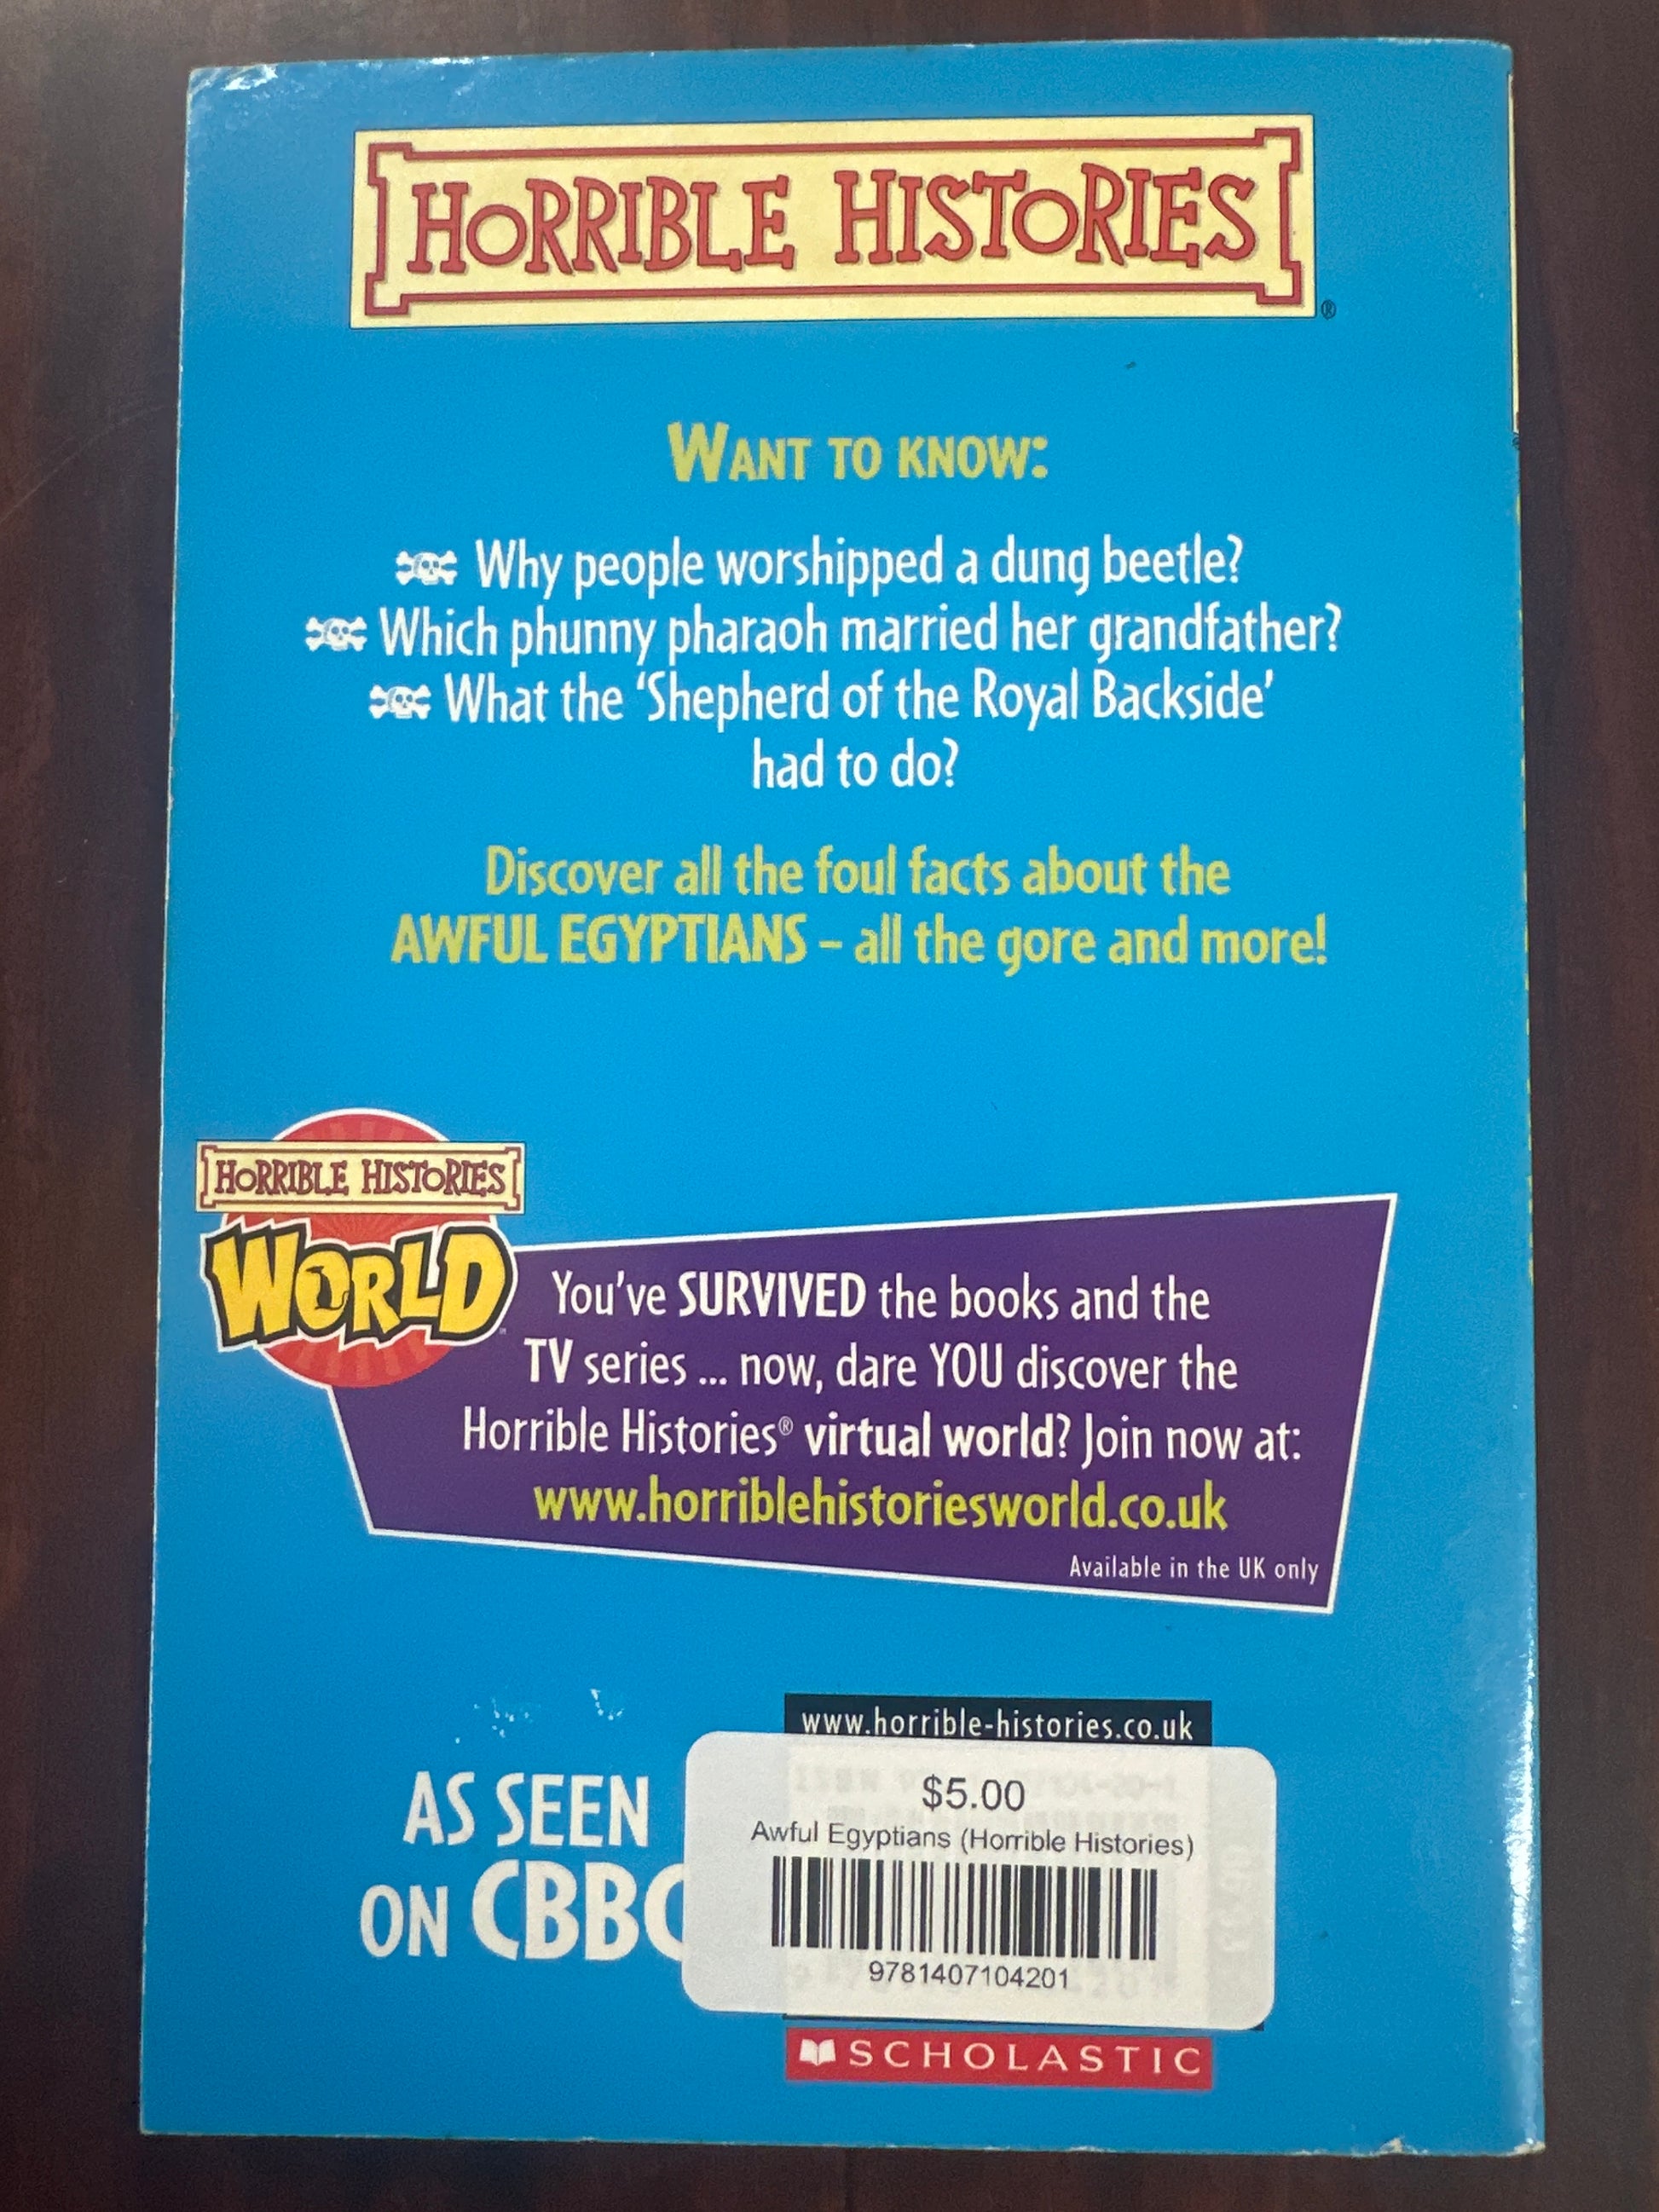 HORRIBLE HISTORIES®
WANT TO KNOW:
Why people worshipped a dung beetle?
Which phunny pharaoh married her grandfather?
What the ‘Shepherd of the Royal Backside’
had to do?
Discover all the foul facts about the
AWFUL EGYPTIANS – all the gore and more!
HORRIBLE HISTORIES
WORLD
You've SURVIVED the books and the
TV series ... now, dare YOU discover the
Horrible Histories® virtual world? Join now at:
www.horriblehistoriesworld.co.uk
Available in the UK only
www.horrible-histories.co.uk
AS SEEN
ON CBBC
$5.00
Awful Egyptians (Horrible Histories)
9781407104201
SCHOLASTIC